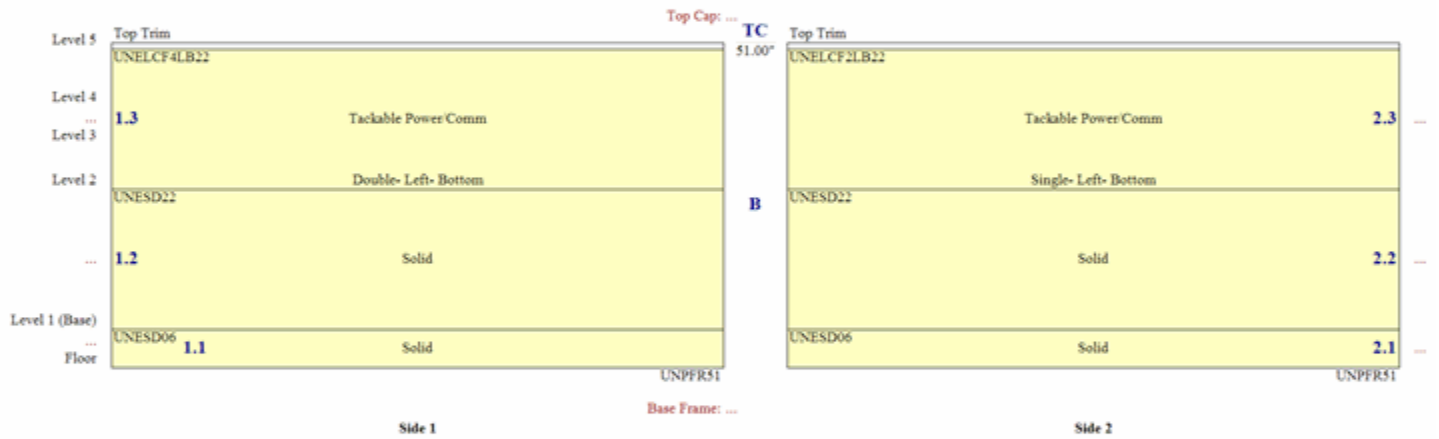 Top Cap: ...
Level 5 Top Trim TC Top Trim
51.00"
UNELCF4LB22 UNELCF2LB22
Level 4
... 1.3 Tackable Power/Comm Tackable Power/Comm 2.3 ...
Level 3
Level 2 Double- Left- Bottom Single- Left- Bottom
UNESD22 B UNESD22
... 1.2 Solid Solid 2.2 ...
Level 1 (Base)
UNESD06 UNESD06
... 1.1 Solid Solid 2.1 ...
Floor
UNPFR51 UNPFR51
Base Frame: ...
Side 1 Side 2